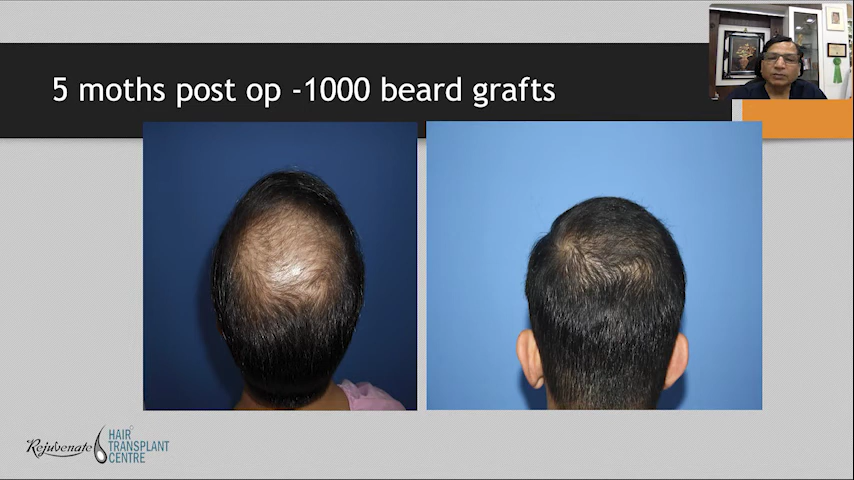 5 moths post op -1000 beard grafts
Rejuvenate HAIR
TRANSPLANT
CENTRE